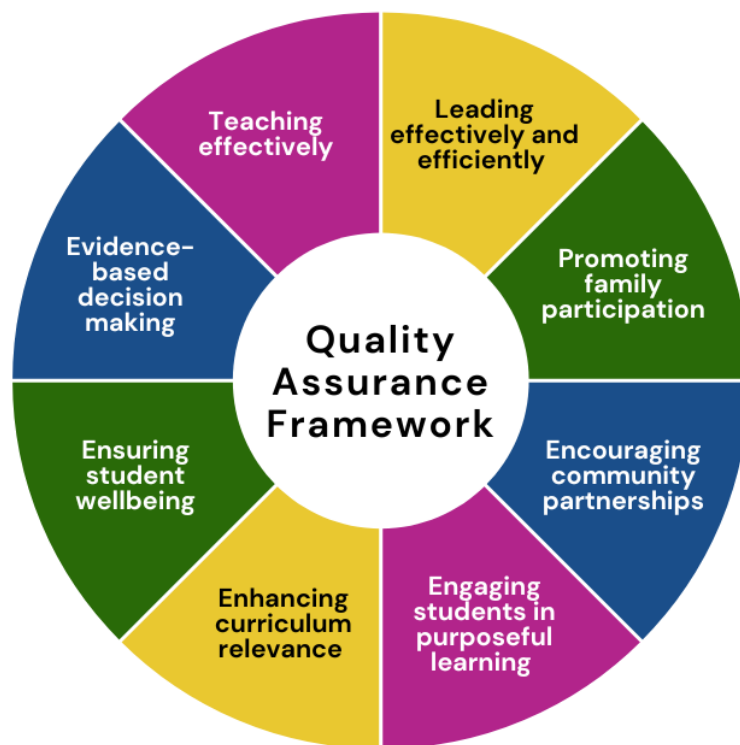 Quality
Assurance
Framework
Leading
effectively and
efficiently
Promoting
family
participation
Encouraging
community
partnerships
Engaging
students in
purposeful
learning
Enhancing
curriculum
relevance
Ensuring
student
wellbeing
Evidence-
based
decision
making
Teaching
effectively